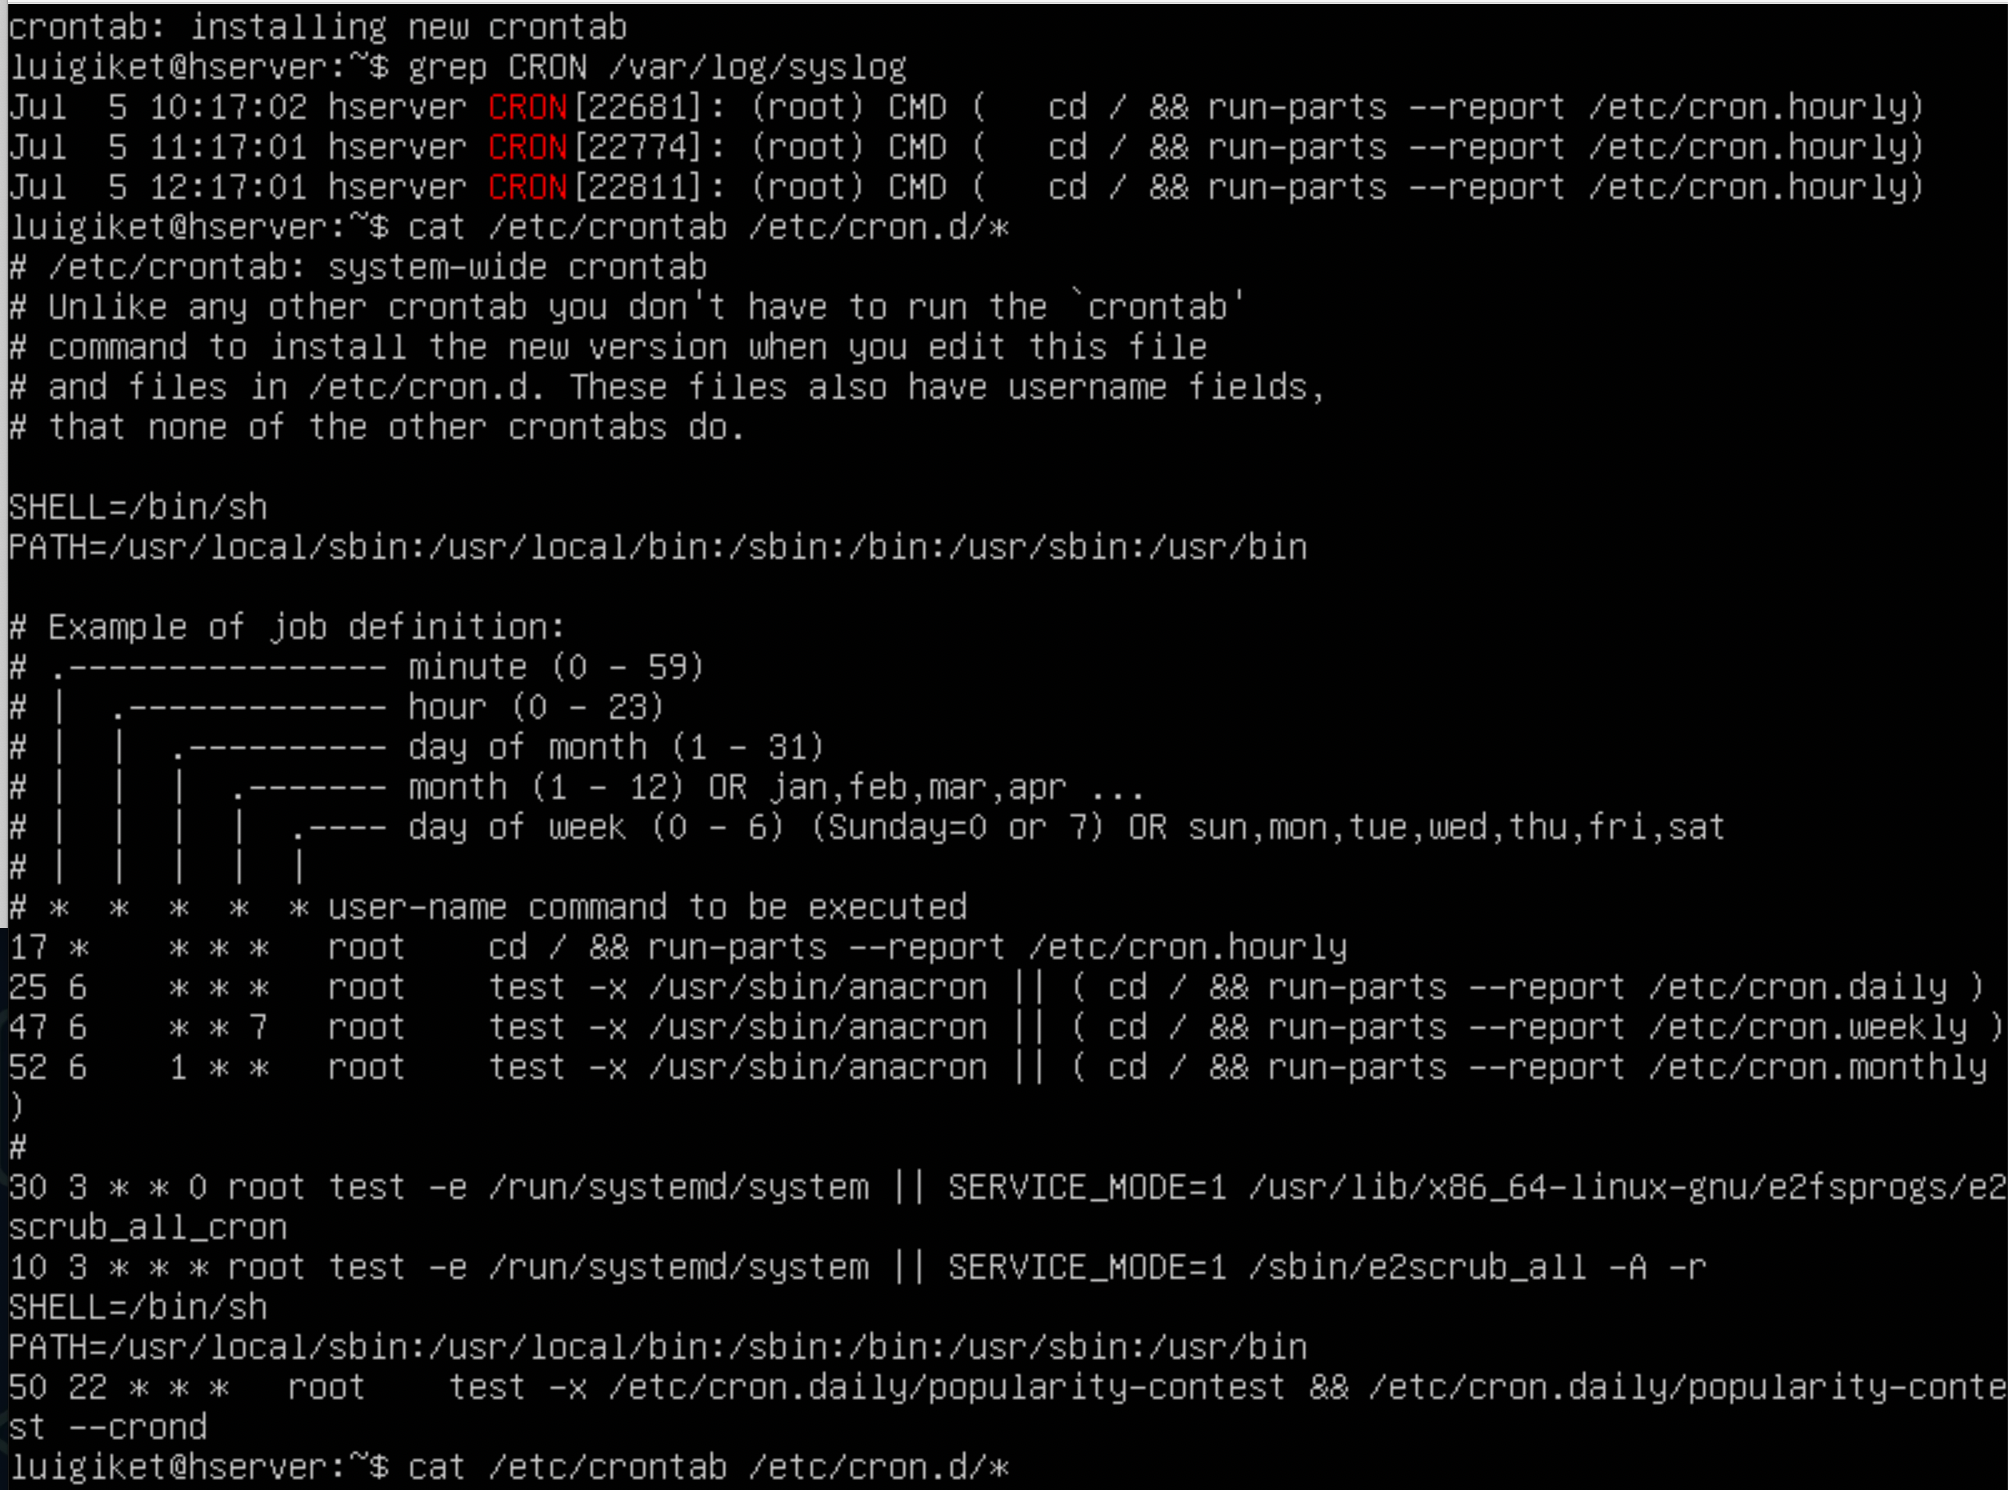 crontab: installing new crontab
luigiket@hserver:~$ grep CRON /var/log/syslog
Jul  5 10:17:02 hserver CRON[22681]: (root) CMD (   cd / && run-parts --report /etc/cron.hourly)
Jul  5 11:17:01 hserver CRON[22774]: (root) CMD (   cd / && run-parts --report /etc/cron.hourly)
Jul  5 12:17:01 hserver CRON[22811]: (root) CMD (   cd / && run-parts --report /etc/cron.hourly)
luigiket@hserver:~$ cat /etc/crontab /etc/cron.d/*
# /etc/crontab: system-wide crontab
# Unlike any other crontab you don't have to run the `crontab'
# command to install the new version when you edit this file
# and files in /etc/cron.d. These files also have username fields,
# that none of the other crontabs do.

SHELL=/bin/sh
PATH=/usr/local/sbin:/usr/local/bin:/sbin:/bin:/usr/sbin:/usr/bin

# Example of job definition:
# .---------------- minute (0 - 59)
# |  .------------- hour (0 - 23)
# |  |  .---------- day of month (1 - 31)
# |  |  |  .------- month (1 - 12) OR jan,feb,mar,apr ...
# |  |  |  |  .---- day of week (0 - 6) (Sunday=0 or 7) OR sun,mon,tue,wed,thu,fri,sat
# |  |  |  |  |
# *  *  *  *  * user-name command to be executed
17 *    * * *   root    cd / && run-parts --report /etc/cron.hourly
25 6    * * *   root    test -x /usr/sbin/anacron || ( cd / && run-parts --report /etc/cron.daily )
47 6    * * 7   root    test -x /usr/sbin/anacron || ( cd / && run-parts --report /etc/cron.weekly )
52 6    1 * *   root    test -x /usr/sbin/anacron || ( cd / && run-parts --report /etc/cron.monthly
)
#
30 3 * * 0 root test -e /run/systemd/system || SERVICE_MODE=1 /usr/lib/x86_64-linux-gnu/e2fsprogs/e2
scrub_all_cron
10 3 * * * root test -e /run/systemd/system || SERVICE_MODE=1 /sbin/e2scrub_all -A -r
SHELL=/bin/sh
PATH=/usr/local/sbin:/usr/local/bin:/sbin:/bin:/usr/sbin:/usr/bin
50 22 * * *   root    test -x /etc/cron.daily/popularity-contest && /etc/cron.daily/popularity-conte
st --crond
luigiket@hserver:~$ cat /etc/crontab /etc/cron.d/*